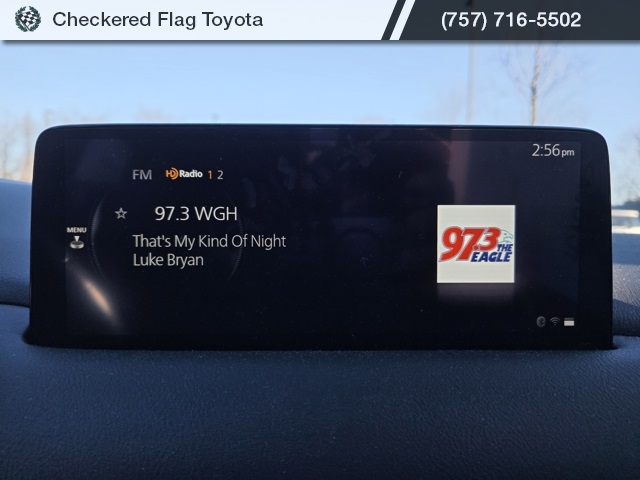 Checkered Flag Toyota
(757) 716-5502
2:56pm
FM HD Radio 1 2
97.3 WGH
MENU
That's My Kind Of Night
Luke Bryan
97.3 THE
EAGLE